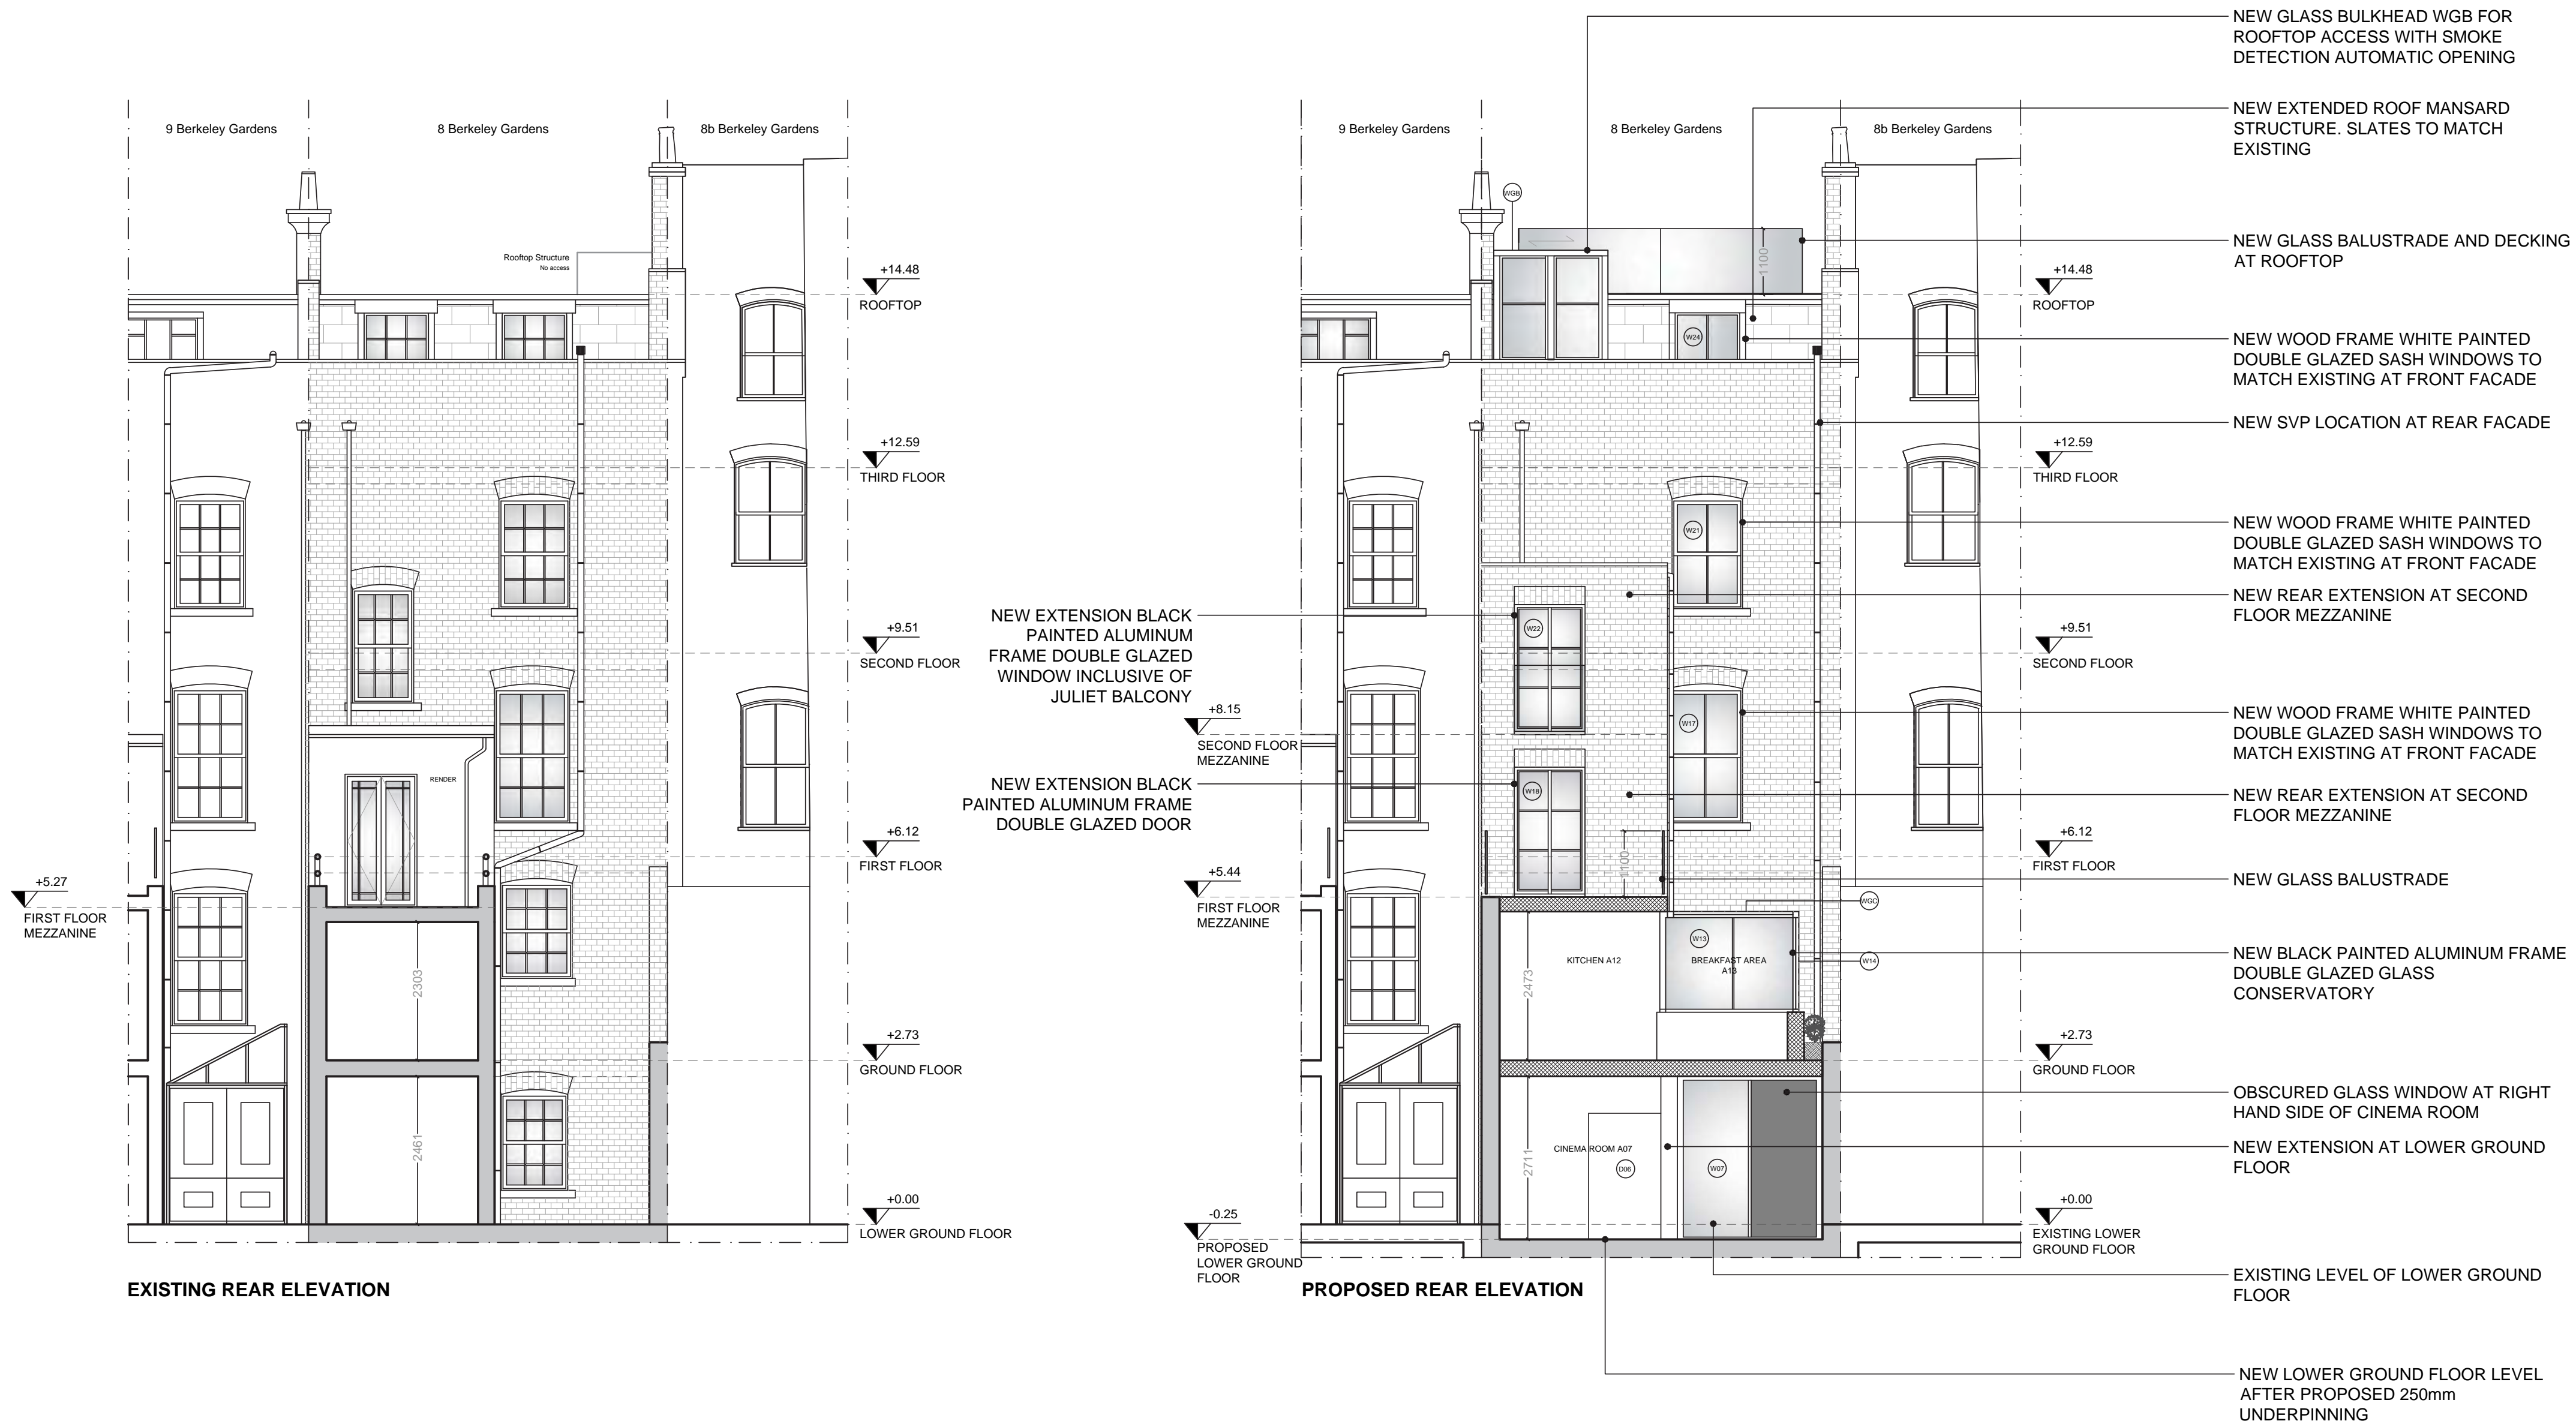 9 Berkeley Gardens
8 Berkeley Gardens
8b Berkeley Gardens
Rooftop Structure
No access
+14.48
ROOFTOP
+12.59
THIRD FLOOR
+9.51
SECOND FLOOR
RENDER
+6.12
FIRST FLOOR
+5.27
FIRST FLOOR
MEZZANINE
2303
+2.73
GROUND FLOOR
2461
+0.00
LOWER GROUND FLOOR
EXISTING REAR ELEVATION
9 Berkeley Gardens
8 Berkeley Gardens
8b Berkeley Gardens
WGB
1100
+14.48
ROOFTOP
W24
+12.59
THIRD FLOOR
W21
W22
+9.51
SECOND FLOOR
W17
W18
1100
+6.12
FIRST FLOOR
WGC
W13
W14
KITCHEN A12
BREAKFAST AREA
A13
2473
+2.73
GROUND FLOOR
CINEMA ROOM A07
D06
W07
2711
+0.00
EXISTING LOWER
GROUND FLOOR
NEW EXTENSION BLACK
PAINTED ALUMINUM
FRAME DOUBLE GLAZED
WINDOW INCLUSIVE OF
JULIET BALCONY
+8.15
SECOND FLOOR
MEZZANINE
NEW EXTENSION BLACK
PAINTED ALUMINUM FRAME
DOUBLE GLAZED DOOR
+5.44
FIRST FLOOR
MEZZANINE
-0.25
PROPOSED
LOWER GROUND
FLOOR
PROPOSED REAR ELEVATION
NEW GLASS BULKHEAD WGB FOR
ROOFTOP ACCESS WITH SMOKE
DETECTION AUTOMATIC OPENING
NEW EXTENDED ROOF MANSARD
STRUCTURE. SLATES TO MATCH
EXISTING
NEW GLASS BALUSTRADE AND DECKING
AT ROOFTOP
NEW WOOD FRAME WHITE PAINTED
DOUBLE GLAZED SASH WINDOWS TO
MATCH EXISTING AT FRONT FACADE
NEW SVP LOCATION AT REAR FACADE
NEW WOOD FRAME WHITE PAINTED
DOUBLE GLAZED SASH WINDOWS TO
MATCH EXISTING AT FRONT FACADE
NEW REAR EXTENSION AT SECOND
FLOOR MEZZANINE
NEW WOOD FRAME WHITE PAINTED
DOUBLE GLAZED SASH WINDOWS TO
MATCH EXISTING AT FRONT FACADE
NEW REAR EXTENSION AT SECOND
FLOOR MEZZANINE
NEW GLASS BALUSTRADE
NEW BLACK PAINTED ALUMINUM FRAME
DOUBLE GLAZED GLASS
CONSERVATORY
OBSCURED GLASS WINDOW AT RIGHT
HAND SIDE OF CINEMA ROOM
NEW EXTENSION AT LOWER GROUND
FLOOR
EXISTING LEVEL OF LOWER GROUND
FLOOR
NEW LOWER GROUND FLOOR LEVEL
AFTER PROPOSED 250mm
UNDERPINNING